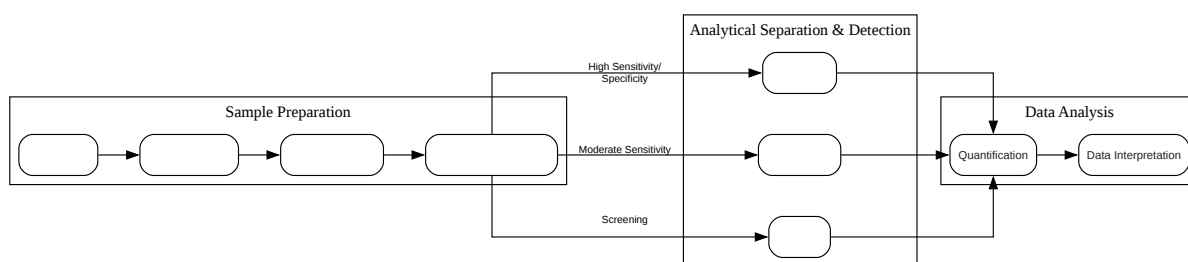 Analytical Separation & Detection
High Sensitivity/
Specificity
Sample Preparation
Data Analysis
Moderate Sensitivity
Quantification
Data Interpretation
Screening